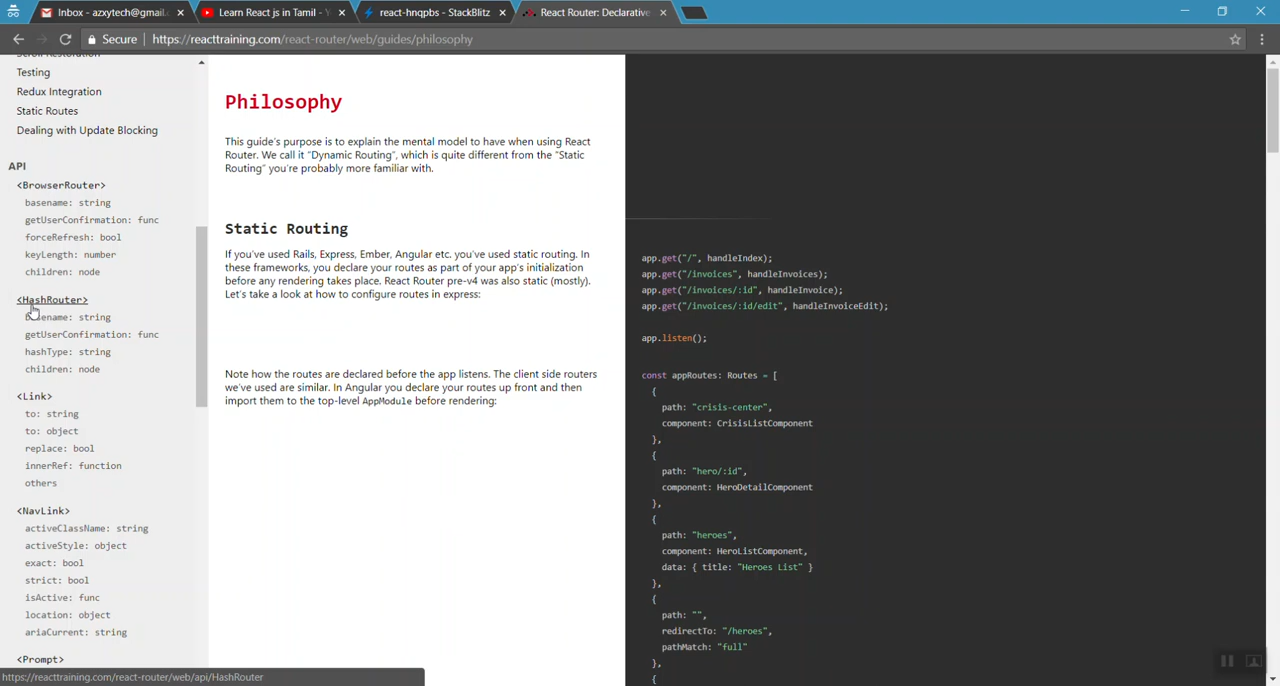 Inbox - azxytech@gmail.
Learn React js in Tamil - Y
react-hnqpbs - StackBlitz
React Router: Declarative
Secure
https://reacttraining.com/react-router/web/guides/philosophy
Testing
Redux Integration
Static Routes
Dealing with Update Blocking
API
<BrowserRouter>
basename: string
getUserConfirmation: func
forceRefresh: bool
keyLength: number
children: node
<HashRouter>
basename: string
getUserConfirmation: func
hashType: string
children: node
<Link>
to: string
to: object
replace: bool
innerRef: function
others
<NavLink>
activeClassName: string
activeStyle: object
exact: bool
strict: bool
isActive: func
location: object
ariaCurrent: string
<Prompt>
https://reacttraining.com/react-router/web/api/HashRouter
Philosophy
This guide's purpose is to explain the mental model to have when using React
Router. We call it "Dynamic Routing", which is quite different from the "Static
Routing" you're probably more familiar with.
Static Routing
If you've used Rails, Express, Ember, Angular etc. you've used static routing. In
these frameworks, you declare your routes as part of your app's initialization
before any rendering takes place. React Router pre-v4 was also static (mostly).
Let's take a look at how to configure routes in express:
Note how the routes are declared before the app listens. The client side routers
we've used are similar. In Angular you declare your routes up front and then
import them to the top-level AppModule before rendering:
app.get("/", handleIndex);
app.get("/invoices", handleInvoices);
app.get("/invoices/:id", handleInvoice);
app.get("/invoices/:id/edit", handleInvoiceEdit);
app.listen();
const appRoutes: Routes = [
{
path: "crisis-center",
component: CrisisListComponent
},
{
path: "hero/:id",
component: HeroDetailComponent
},
{
path: "heroes",
component: HeroListComponent,
data: { title: "Heroes List" }
},
{
path: "",
redirectTo: "/heroes",
pathMatch: "full"
},
{